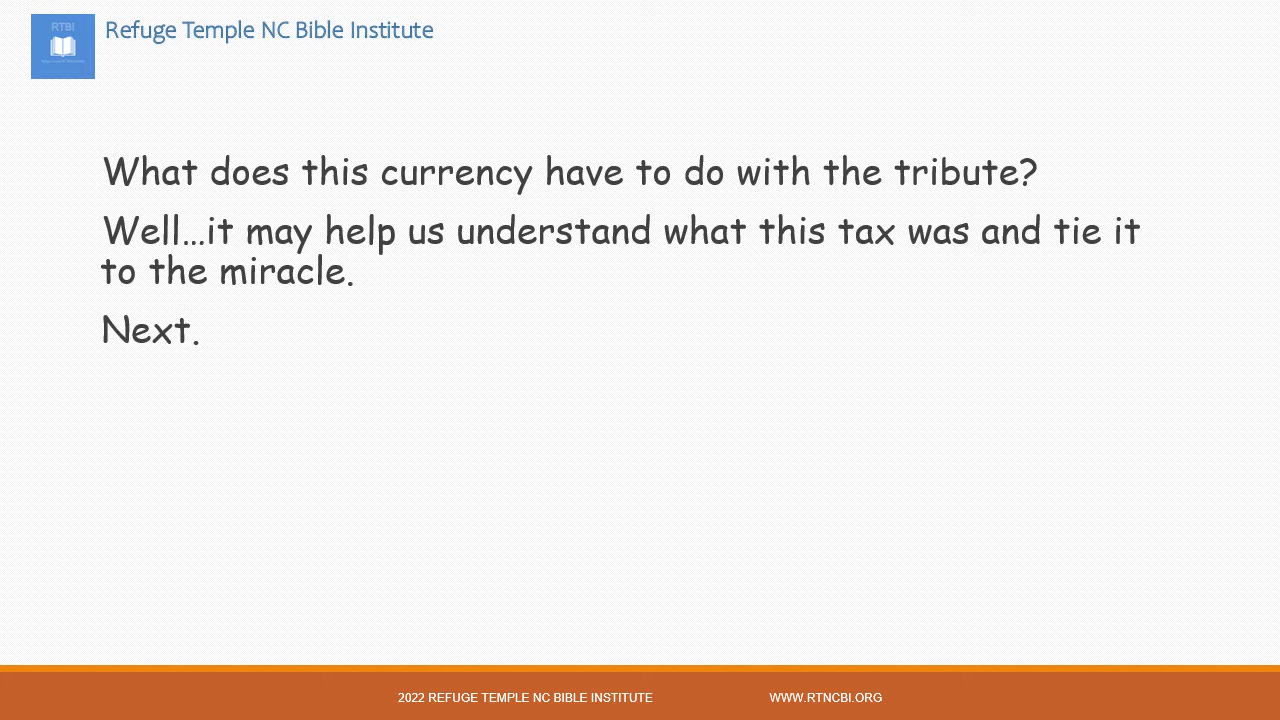 RTBI
Refuge Temple NC Bible Institute
What does this currency have to do with the tribute?
Well...it may help us understand what this tax was and tie it
to the miracle.
Next.
2022 REFUGE TEMPLE NC BIBLE INSTITUTE WWW.RTNCBI.ORG